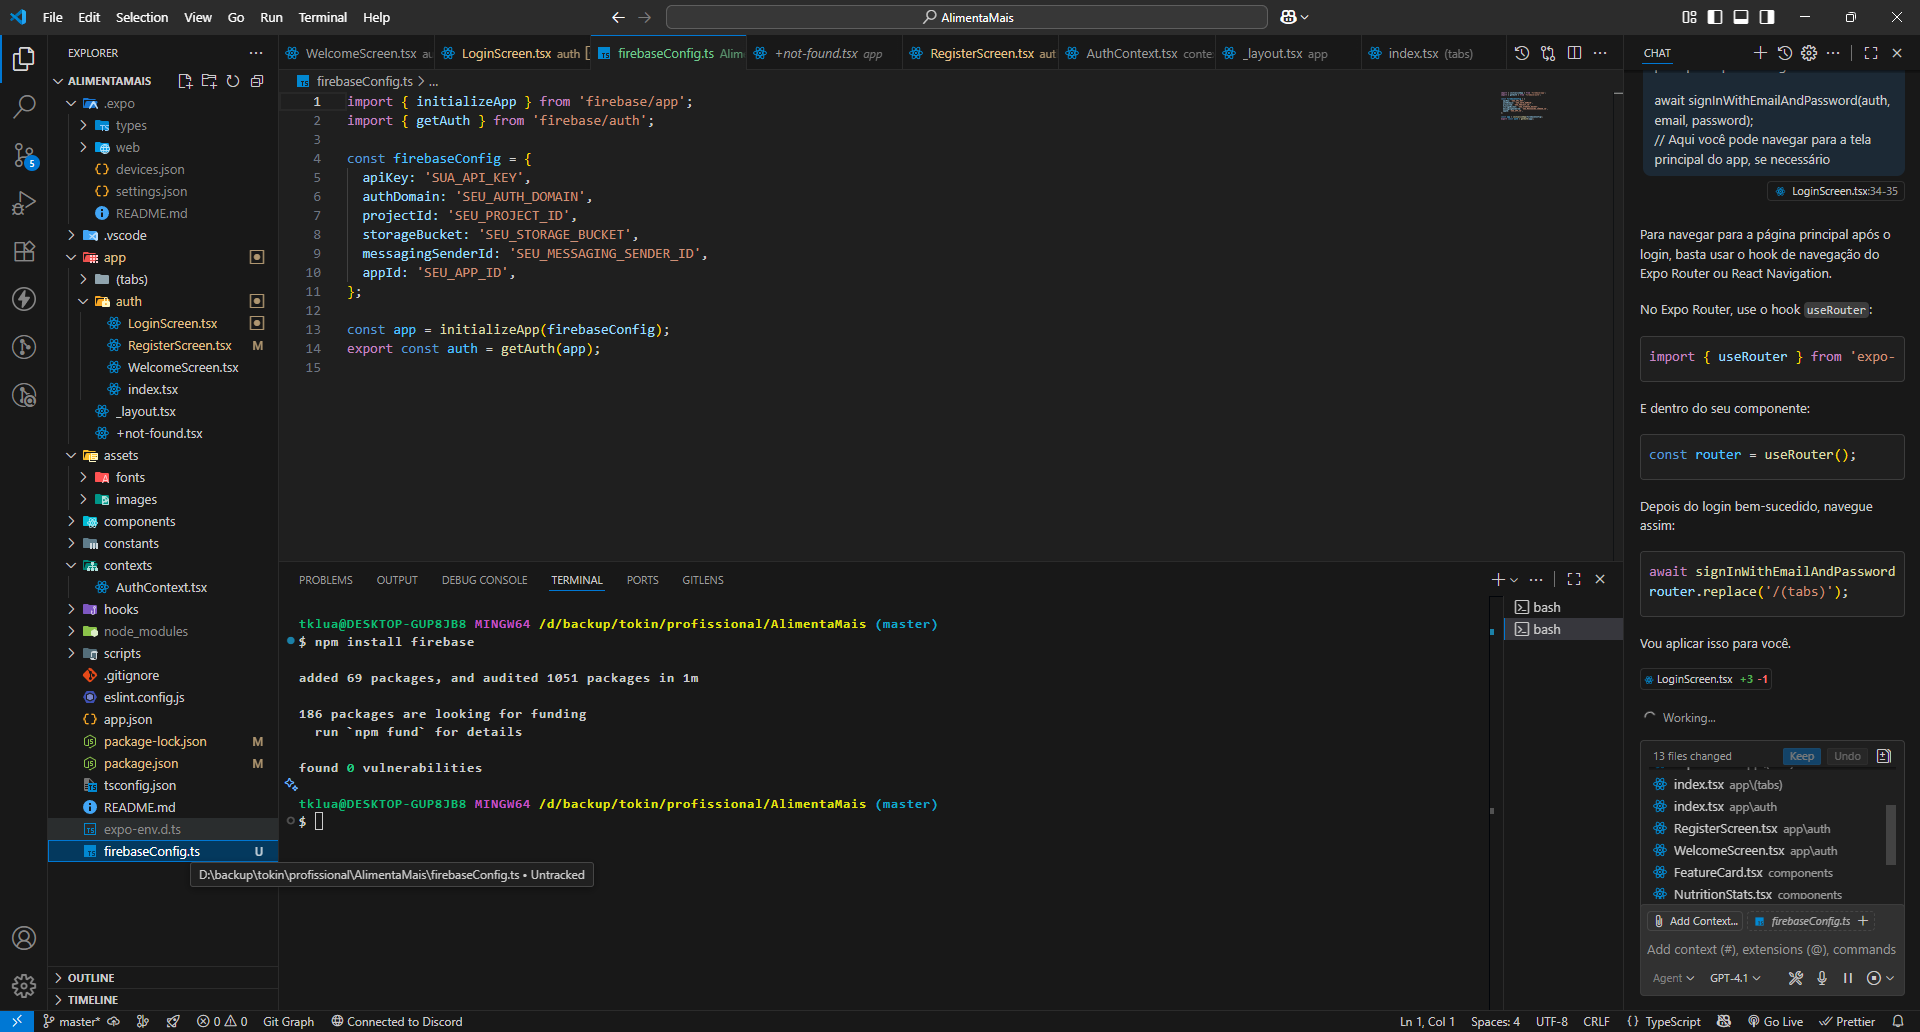 File Edit Selection View Go Run Terminal Help
AlimentaMais
EXPLORER
ALIMENTAMAIS
.expo
types
web
devices.json
settings.json
README.md
.vscode
app
(tabs)
auth
LoginScreen.tsx
RegisterScreen.tsx M
WelcomeScreen.tsx
index.tsx
_layout.tsx
+not-found.tsx
assets
fonts
images
components
constants
contexts
AuthContext.tsx
hooks
node_modules
scripts
.gitignore
eslint.config.js
app.json
package-lock.json M
package.json M
tsconfig.json
README.md
expo-env.d.ts
firebaseConfig.ts U
D:\backup\tokin\profissional\AlimentaMais\firebaseConfig.ts • Untracked
OUTLINE
TIMELINE
5
WelcomeScreen.tsx LoginScreen.tsx auth firebaseConfig.ts +not-found.tsx app RegisterScreen.tsx AuthContext.tsx _layout.tsx app index.tsx (tabs)
firebaseConfig.ts > ...
1 import { initializeApp } from 'firebase/app';
2 import { getAuth } from 'firebase/auth';
3
4 const firebaseConfig = {
5 apiKey: 'SUA_API_KEY',
6 authDomain: 'SEU_AUTH_DOMAIN',
7 projectId: 'SEU_PROJECT_ID',
8 storageBucket: 'SEU_STORAGE_BUCKET',
9 messagingSenderId: 'SEU_MESSAGING_SENDER_ID',
10 appId: 'SEU_APP_ID',
11 };
12
13 const app = initializeApp(firebaseConfig);
14 export const auth = getAuth(app);
15
PROBLEMS OUTPUT DEBUG CONSOLE TERMINAL PORTS GITLENS
tklua@DESKTOP-GUP8JB8 MINGW64 /d/backup/tokin/profissional/AlimentaMais (master)
$ npm install firebase
added 69 packages, and audited 1051 packages in 1m
186 packages are looking for funding
run `npm fund` for details
found 0 vulnerabilities
tklua@DESKTOP-GUP8JB8 MINGW64 /d/backup/tokin/profissional/AlimentaMais (master)
$
bash
bash
CHAT
await signInWithEmailAndPassword(auth,
email, password);
// Aqui você pode navegar para a tela
principal do app, se necessário
LoginScreen.tsx:34-35
Para navegar para a página principal após o
login, basta usar o hook de navegação do
Expo Router ou React Navigation.
No Expo Router, use o hook useRouter:
import { useRouter } from 'expo-
E dentro do seu componente:
const router = useRouter();
Depois do login bem-sucedido, navegue
assim:
await signInWithEmailAndPassword
router.replace('/(tabs)');
Vou aplicar isso para você.
LoginScreen.tsx +3 -1
Working...
13 files changed Keep Undo
index.tsx app\(tabs)
index.tsx app\auth
RegisterScreen.tsx app\auth
WelcomeScreen.tsx app\auth
FeatureCard.tsx components
NutritionStats.tsx components
Add Context... firebaseConfig.ts +
Add context (#), extensions (@), commands
Agent GPT-4.1
master* 0 0 Git Graph Connected to Discord
Ln 1, Col 1 Spaces: 4 UTF-8 CRLF {} TypeScript Go Live Prettier